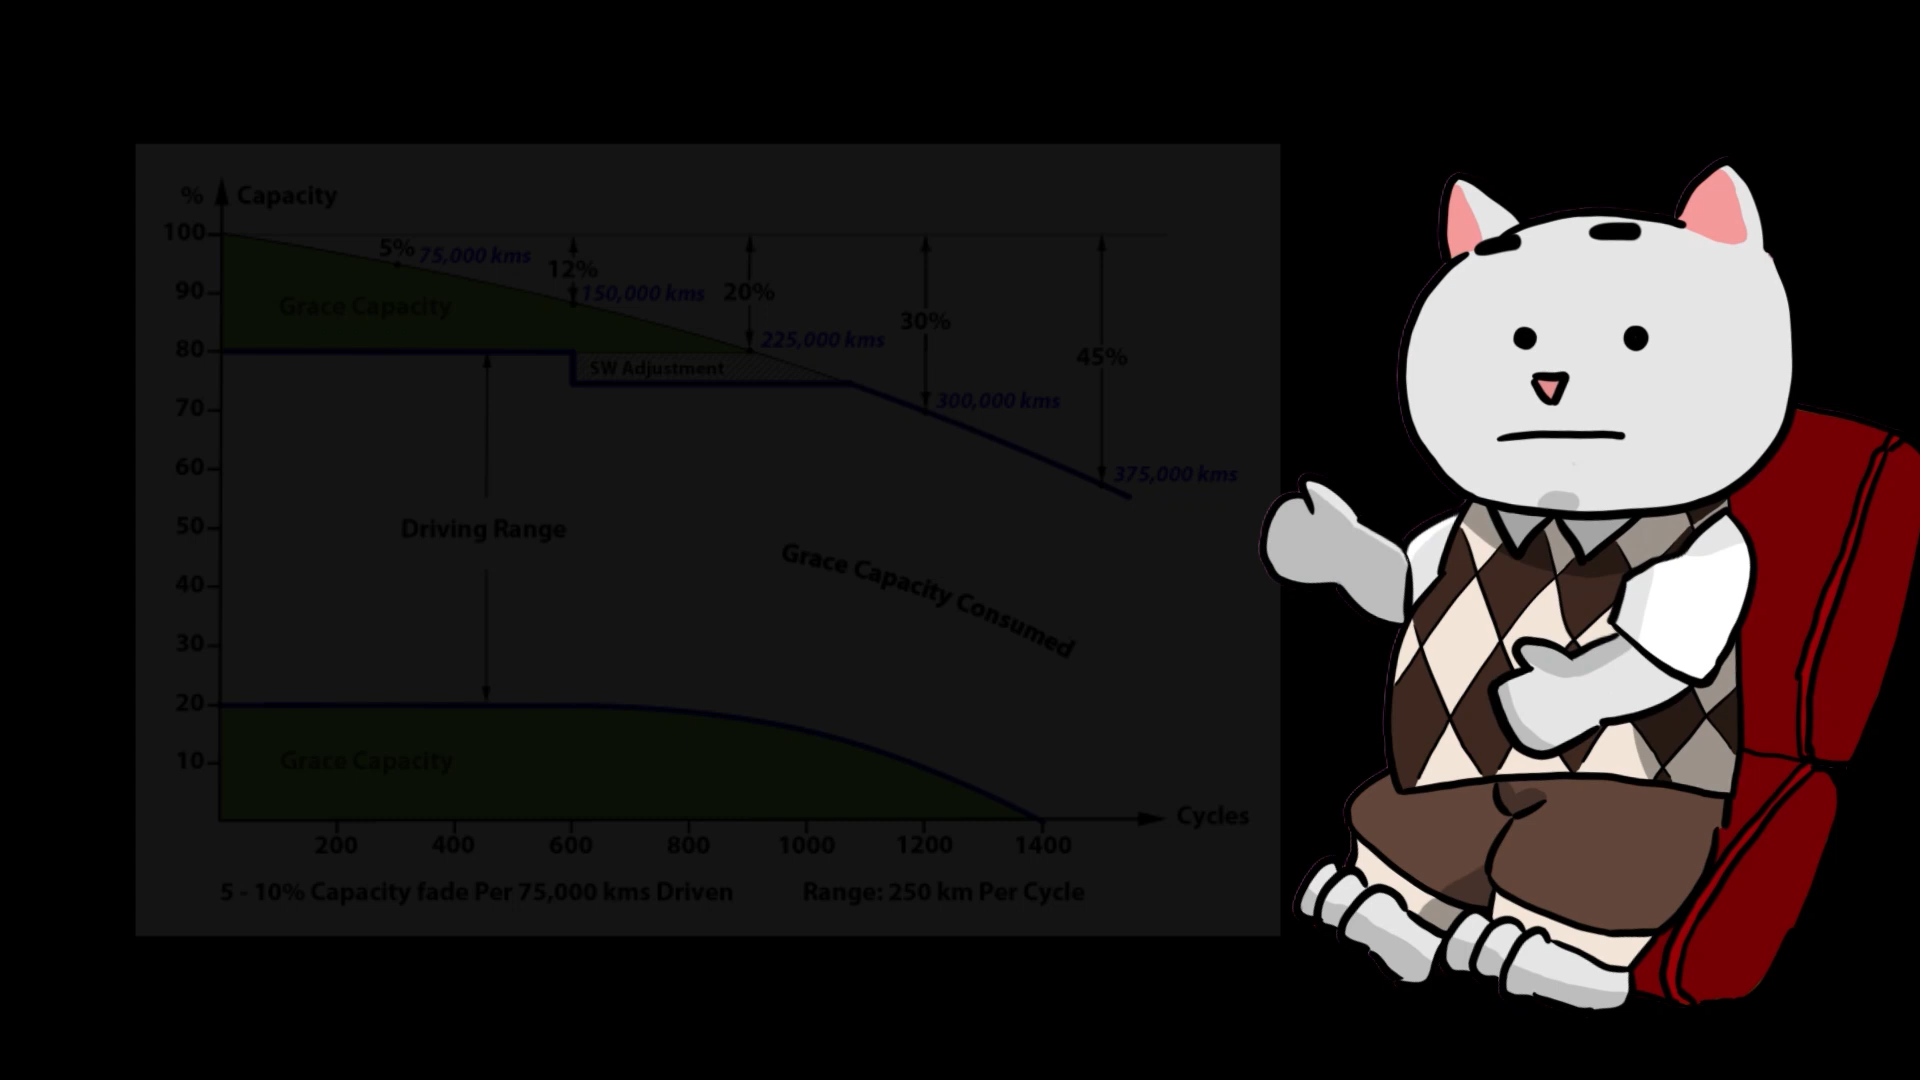 % Capacity
100
5% 75,000 kms
12%
150,000 kms
20%
90
Grace Capacity
30%
225,000 kms
80
45%
SW Adjustment
70
300,000 kms
60
375,000 kms
50
Driving Range
40
Grace Capacity Consumed
30
20
10
Grace Capacity
Cycles
200 400 600 800 1000 1200 1400
5 - 10% Capacity fade Per 75,000 kms Driven Range: 250 km Per Cycle